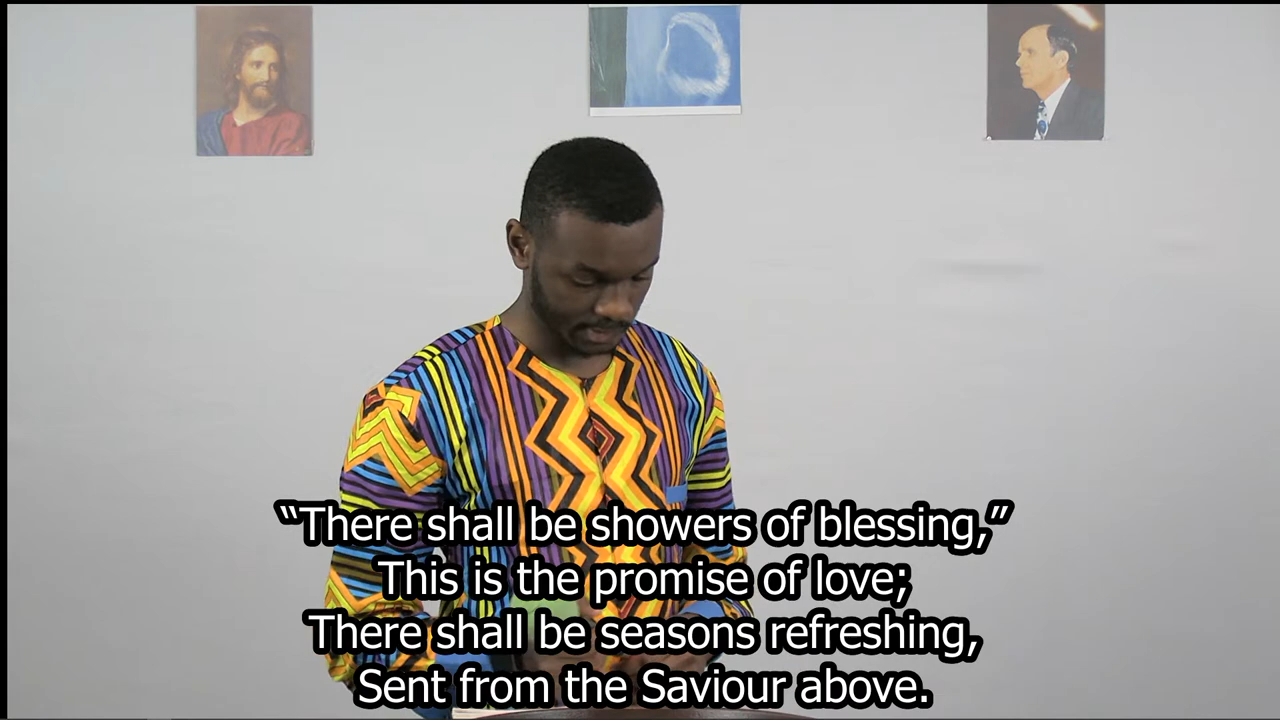 “There shall be showers of blessing,”
This is the promise of love;
There shall be seasons refreshing,
Sent from the Saviour above.